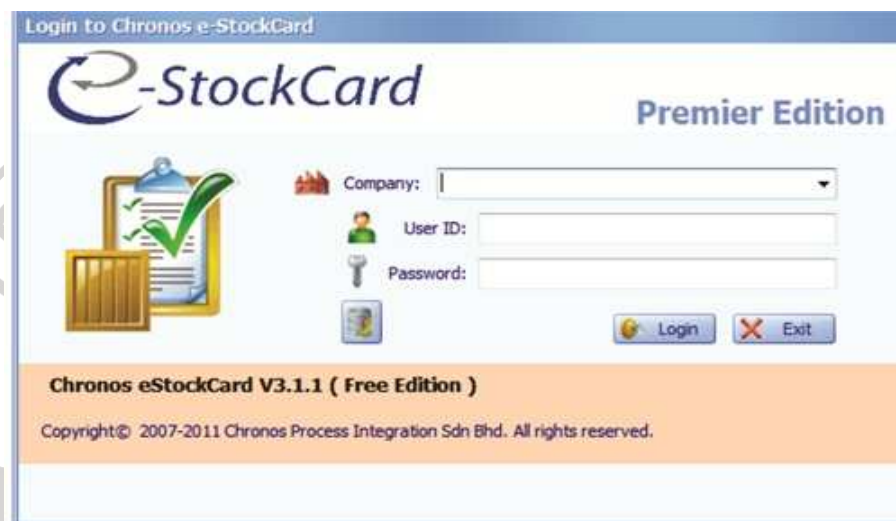 Login to Chronos e-StockCard
e-StockCard
Premier Edition
Company:
User ID:
Password:
Login Exit
Chronos eStockCard V3.1.1 ( Free Edition )
Copyright© 2007-2011 Chronos Process Integration Sdn Bhd. All rights reserved.